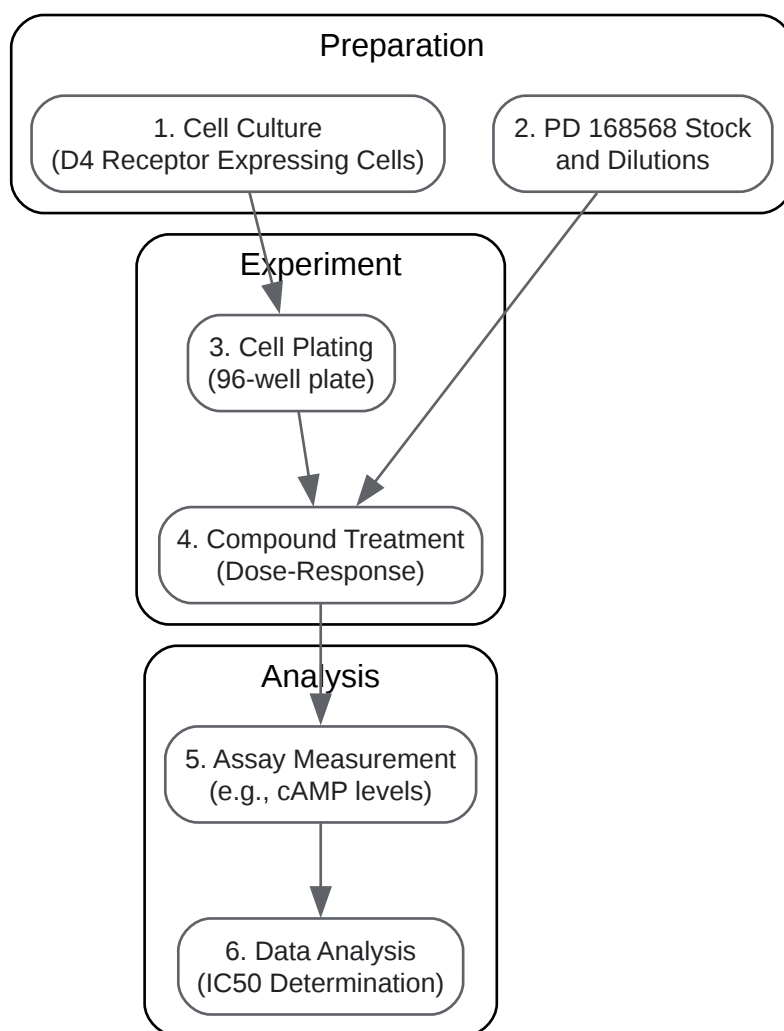 Preparation
1. Cell Culture
(D4 Receptor Expressing Cells)
2. PD 168568 Stock
and Dilutions
Experiment
3. Cell Plating
(96-well plate)
4. Compound Treatment
(Dose-Response)
Analysis
5. Assay Measurement
(e.g., cAMP levels)
6. Data Analysis
(IC50 Determination)